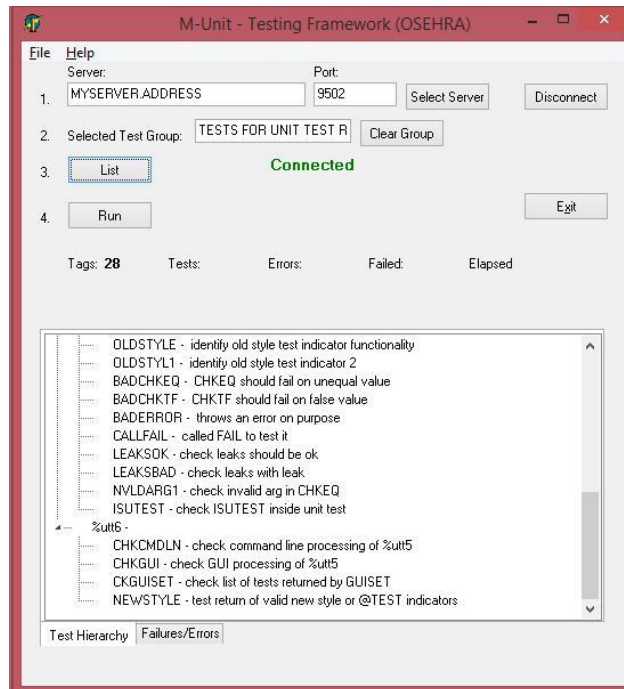 M-Unit - Testing Framework (OSEHRA)
File Help
Server: Port:
1. MYSERVER.ADDRESS 9502 Select Server Disconnect
2. Selected Test Group: TESTS FOR UNIT TEST R Clear Group
3. List Connected
Exit
4. Run
Tags: 28 Tests: Errors: Failed: Elapsed
OLDSTYLE - identify old style test indicator functionality
OLDSTYL1 - identify old style test indicator 2
BADCHKEQ - CHKEQ should fail on unequal value
BADCHKTF - CHKTF should fail on false value
BADERROR - throws an error on purpose
CALLFAIL - called FAIL to test it
LEAKSOK - check leaks should be ok
LEAKSBAD - check leaks with leak
NVLDARG1 - check invalid arg in CHKEQ
ISUTEST - check ISUTEST inside unit test
%utt6 -
CHKCMDLN - check command line processing of %utt5
CHKGUI - check GUI processing of %utt5
CKGUISET - check list of tests returned by GUISET
NEWSTYLE - test return of valid new style or @TEST indicators
Test Hierarchy Failures/Errors